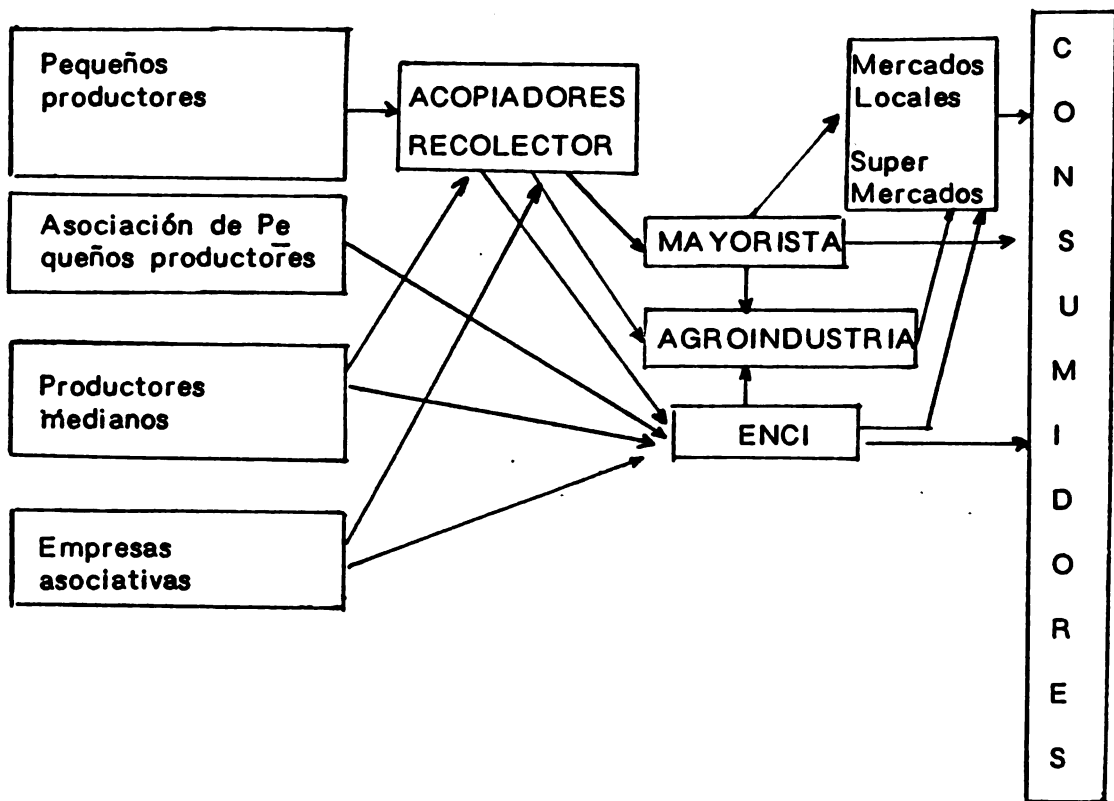 Pequeños
productores
ACOPIADORES
RECOLECTOR
Mercados
Locales
Super
Mercados
Asociación de Pe
queños productores
MAYORISTA
AGROINDUSTRIA
Productores
medianos
ENCI
Empresas
asociativas
C
O
N
S
U
M
I
D
O
R
E
S